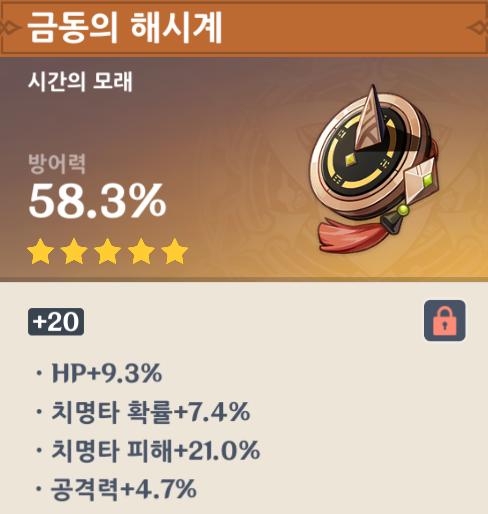 금동의 해시계
시간의 모래
방어력
58.3%
+20
· HP+9.3%
· 치명타 확률+7.4%
· 치명타 피해+21.0%
· 공격력+4.7%